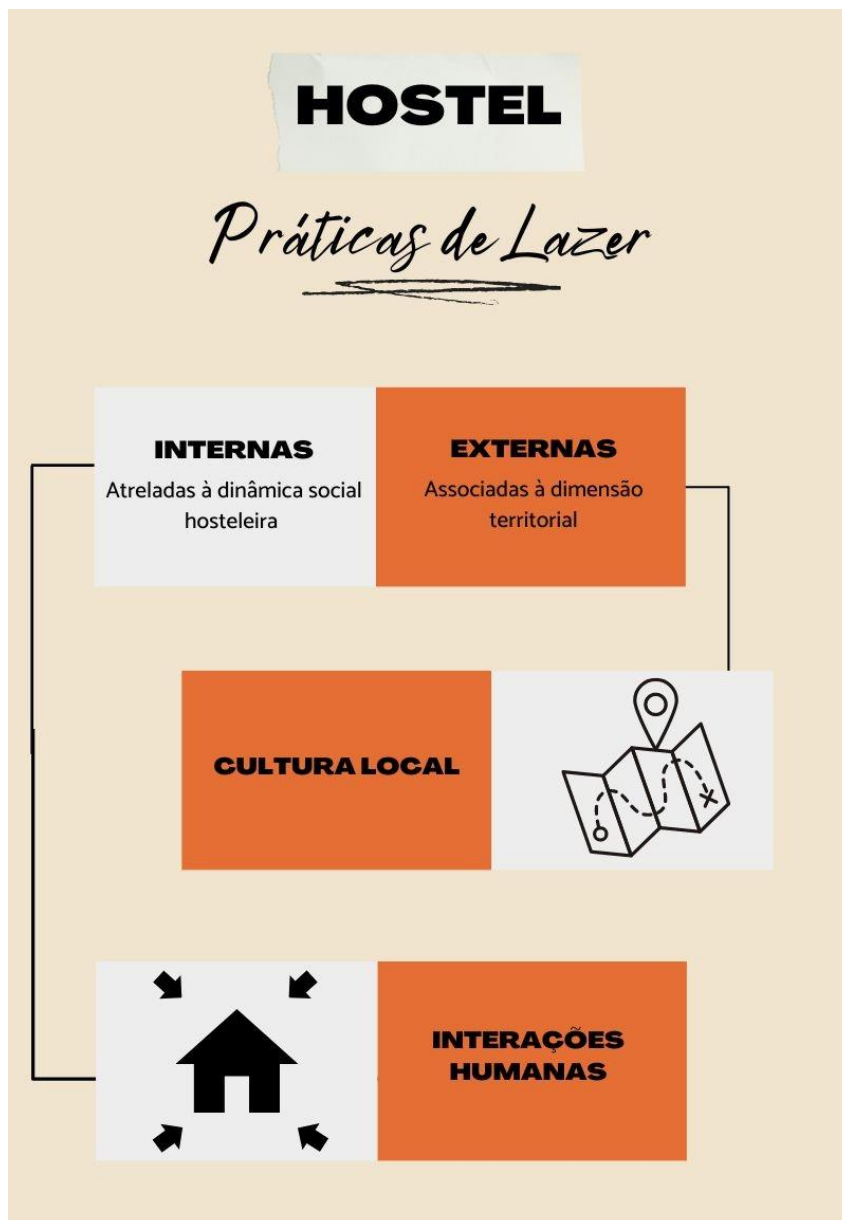 HOSTEL
Práticas de Lazer
INTERNAS
Atreladas à dinâmica social
hosteleira
EXTERNAS
Associadas à dimensão
territorial
CULTURA LOCAL
INTERAÇÕES
HUMANAS